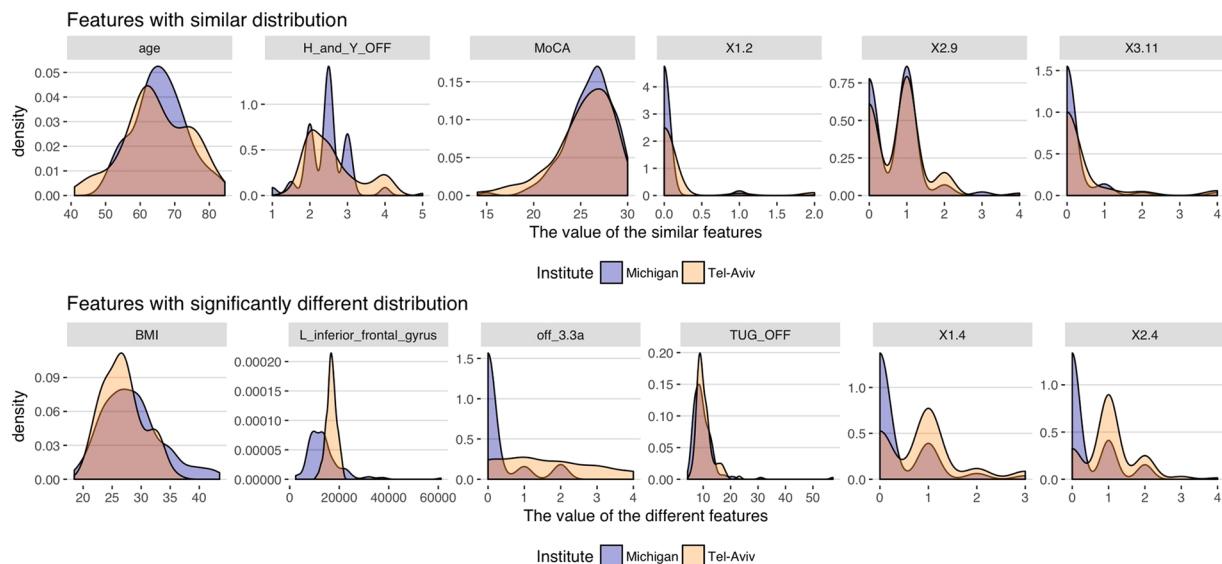 Features with similar distribution
age H_and_Y_OFF MoCA X1.2 X2.9 X3.11
density
0.05
0.04
0.03
0.02
0.01
0.00
40 50 60 70 80
1.0
0.5
0.0
1 2 3 4 5
0.15
0.10
0.05
0.00
15 20 25 30
4
3
2
1
0
0.0 0.5 1.0 1.5 2.0
0.75
0.50
0.25
0.00
0 1 2 3 4
1.5
1.0
0.5
0.0
0 1 2 3 4
The value of the similar features
Institute Michigan Tel-Aviv
Features with significantly different distribution
BMI L_inferior_frontal_gyrus off_3.3a TUG_OFF X1.4 X2.4
density
0.09
0.06
0.03
0.00
20 25 30 35 40
0.00020
0.00015
0.00010
0.00005
0.00000
0 20000 40000 60000
1.5
1.0
0.5
0.0
0 1 2 3 4
0.20
0.15
0.10
0.05
0.00
10 20 30 40 50
1.0
0.5
0.0
0 1 2 3
1.0
0.5
0.0
0 1 2 3 4
The value of the different features
Institute Michigan Tel-Aviv